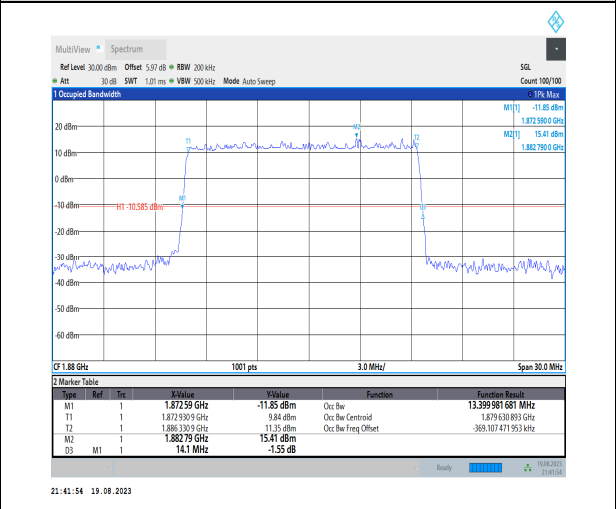 MultiView Spectrum
Ref Level 30.00 dBm Offset 5.97 dB RBW 200 kHz SGL
Att 30 dB SWT 1.01 ms VBW 500 kHz Mode Auto Sweep Count 100/100
1 Occupied Bandwidth 1Pk Max
M1[1] -11.85 dBm
1.872 590 0 GHz
M2[1] 15.41 dBm
1.882 790 0 GHz
20 dBm
M2
T1
T2
10 dBm
0 dBm
M1
-10 dBm
H1 -10.585 dBm
D3
-20 dBm
-30 dBm
-40 dBm
-50 dBm
-60 dBm
CF 1.88 GHz 1001 pts 3.0 MHz/ Span 30.0 MHz
2 Marker Table
Type Ref Trc X-Value Y-Value Function Function Result
M1 1 1.872 59 GHz -11.85 dBm Occ Bw 13.399 981 681 MHz
T1 1 1.872 930 9 GHz 9.84 dBm Occ Bw Centroid 1.879 630 893 GHz
T2 1 1.886 330 9 GHz 11.35 dBm Occ Bw Freq Offset -369.107 471 953 kHz
M2 1 1.882 79 GHz 15.41 dBm
D3 M1 1 14.1 MHz -1.55 dB
Ready 19.08.2023
21:41:54
21:41:54 19.08.2023